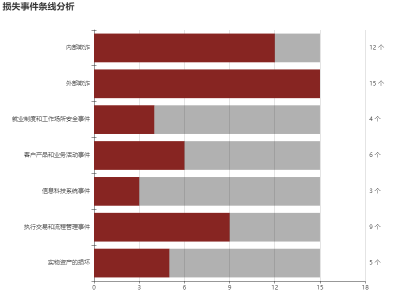 损失事件条线分析
内部欺诈
12 个
外部欺诈
15 个
就业制度和工作场所安全事件
4 个
客户产品和业务活动事件
6 个
信息科技系统事件
3 个
执行交易和流程管理事件
9 个
实物资产的损坏
5 个
0 3 6 9 12 15 18